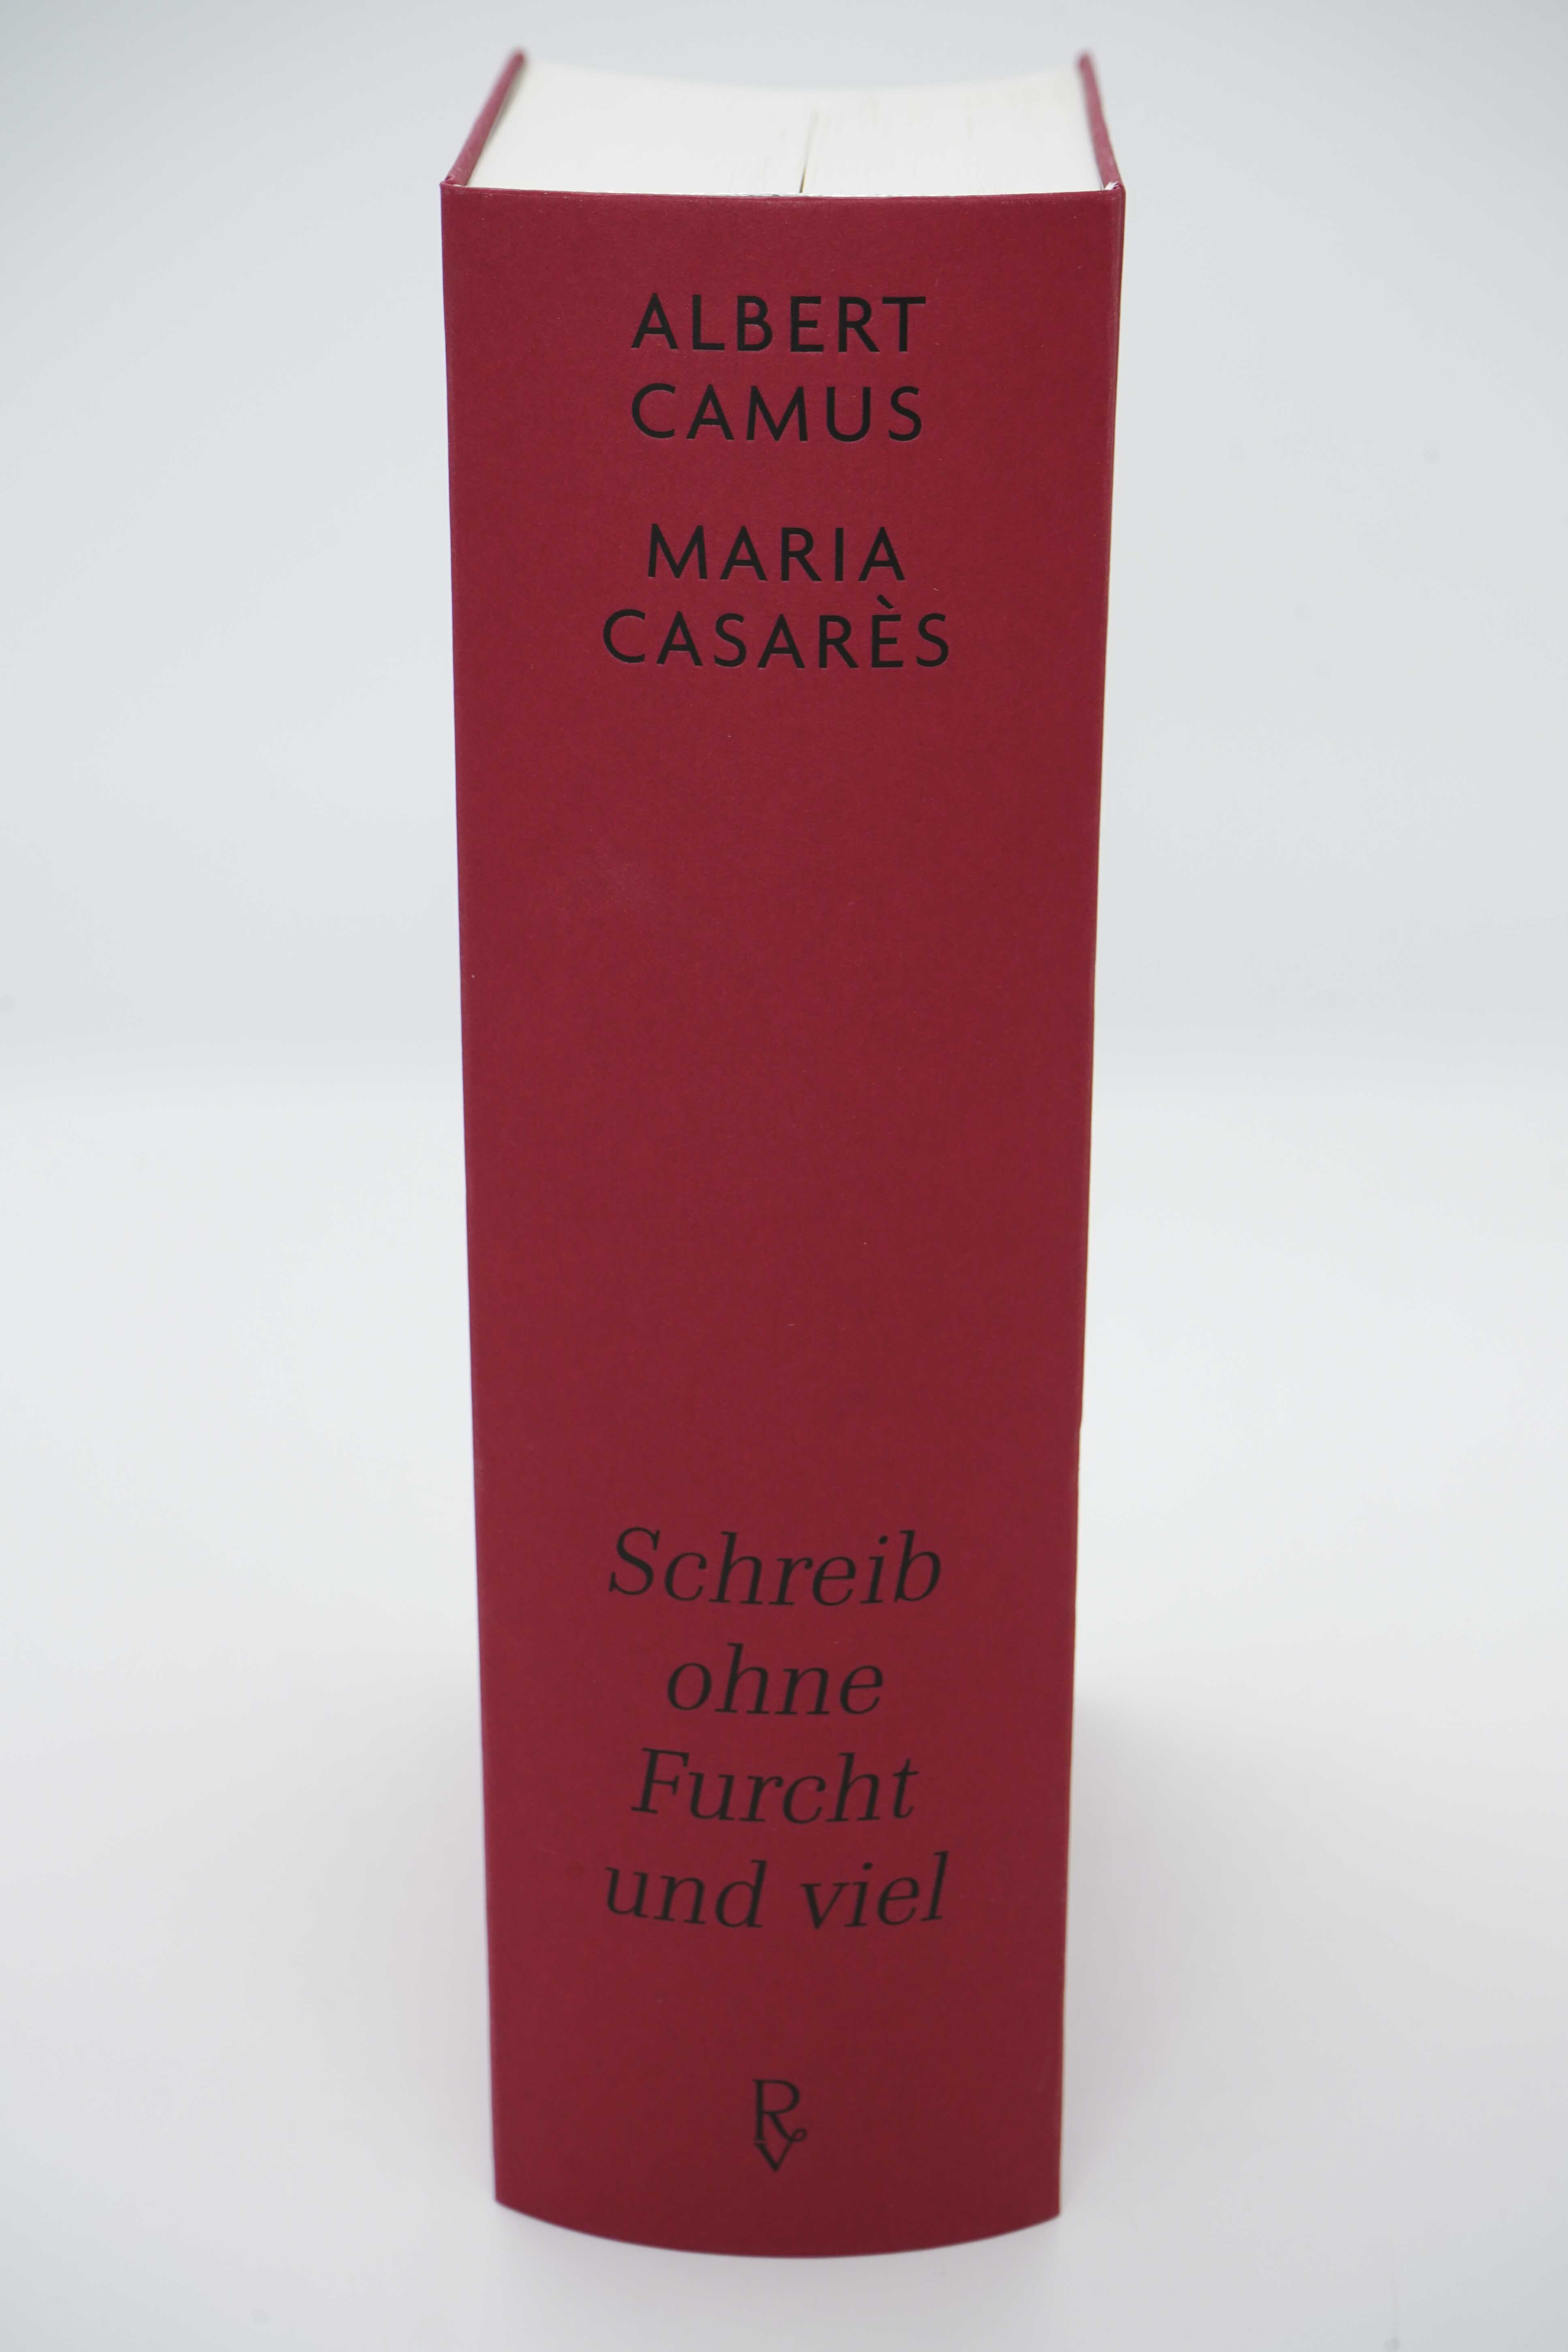 ALBERT
CAMUS
MARIA
CASARÈS
Schreib
ohne
Furcht
und viel
RV